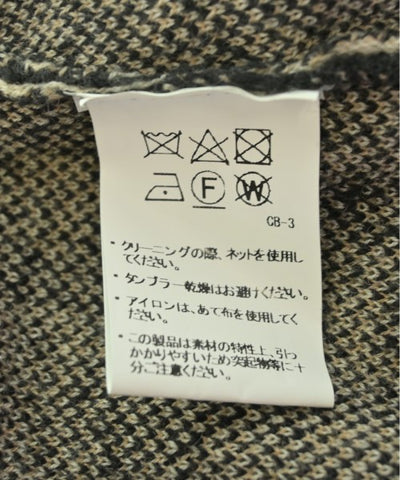 F W
CB-3
* クリーニングの際、ネットを使用し
てください。
* タンブラー乾燥はお避けください。
* アイロンは、あて布を使用してく
ださい。
* この製品は素材の特性上、引っ
かかりやすいため突起物等に十
分ご注意ください。